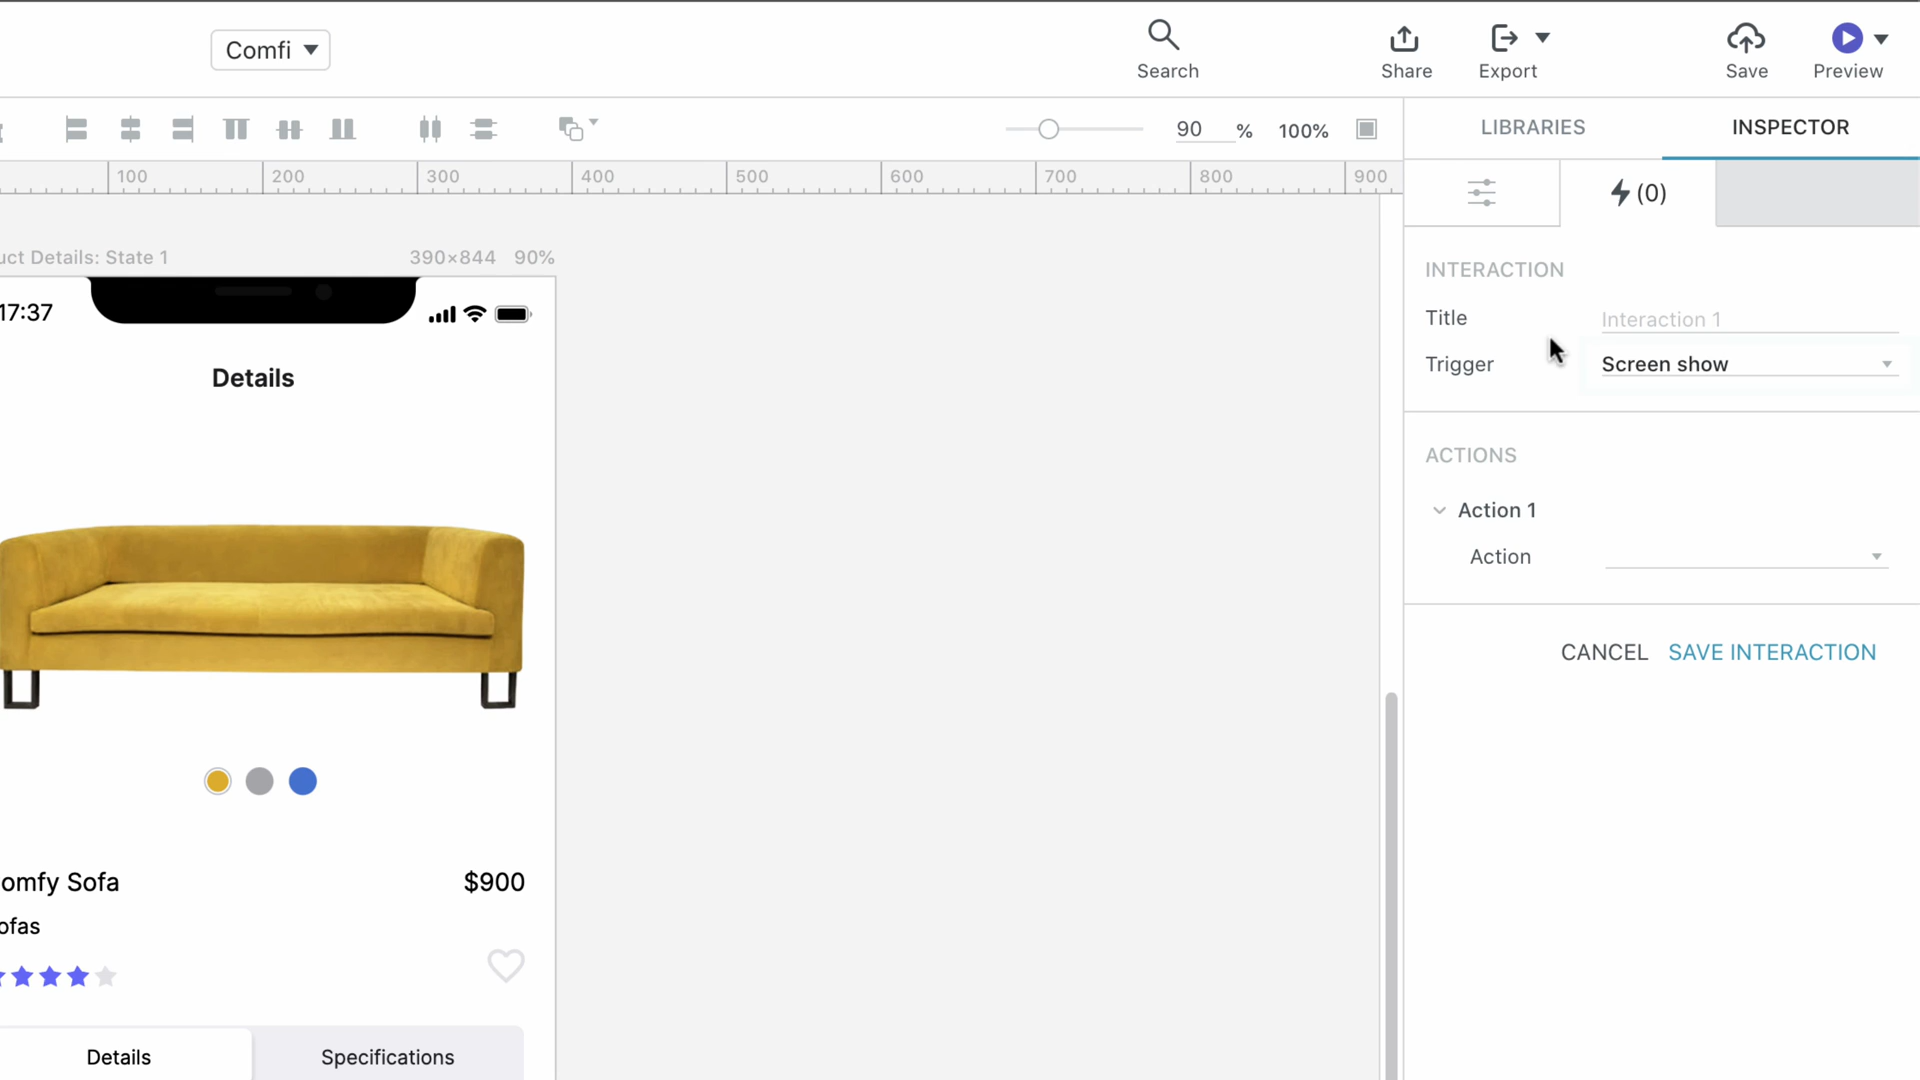 Comfi
Search
Share
Export
Save
Preview
90 %
100%
LIBRARIES
INSPECTOR
100 200 300 400 500 600 700 800 900
(0)
uct Details: State 1
390×844 90%
INTERACTION
Title
Interaction 1
Trigger
Screen show
17:37
Details
ACTIONS
Action 1
Action
CANCEL
SAVE INTERACTION
omfy Sofa
$900
ofas
Details
Specifications